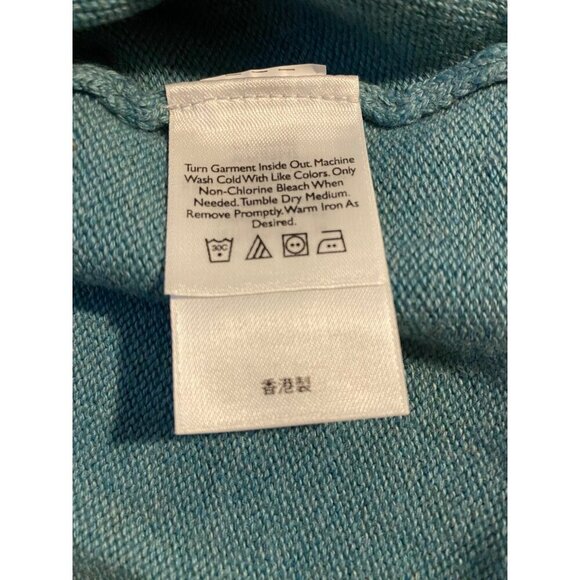 Turn Garment Inside Out. Machine
Wash Cold With Like Colors. Only
Non-Chlorine Bleach When
Needed. Tumble Dry Medium.
Remove Promptly. Warm Iron As
Desired.
30C
香港製